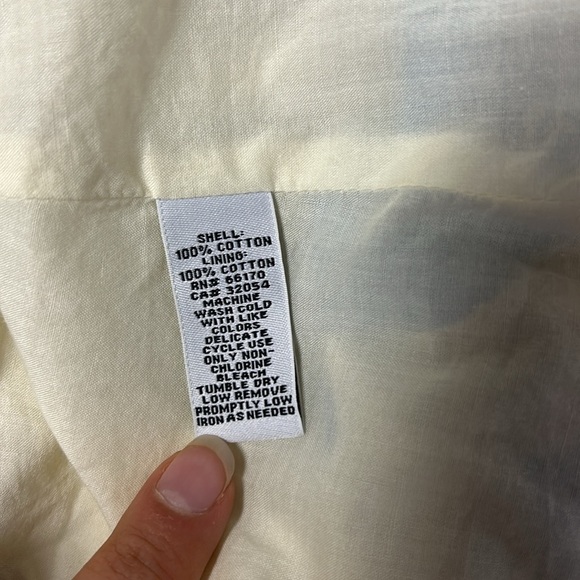 SHELL:
100% COTTON
LINING:
100% COTTON
RN# 66170
CA# 32054
MACHINE
WASH COLD
WITH LIKE
COLORS
DELICATE
CYCLE USE
ONLY NON-
CHLORINE
BLEACH
TUMBLE DRY
LOW REMOVE
PROMPTLY LOW
IRON AS NEEDED